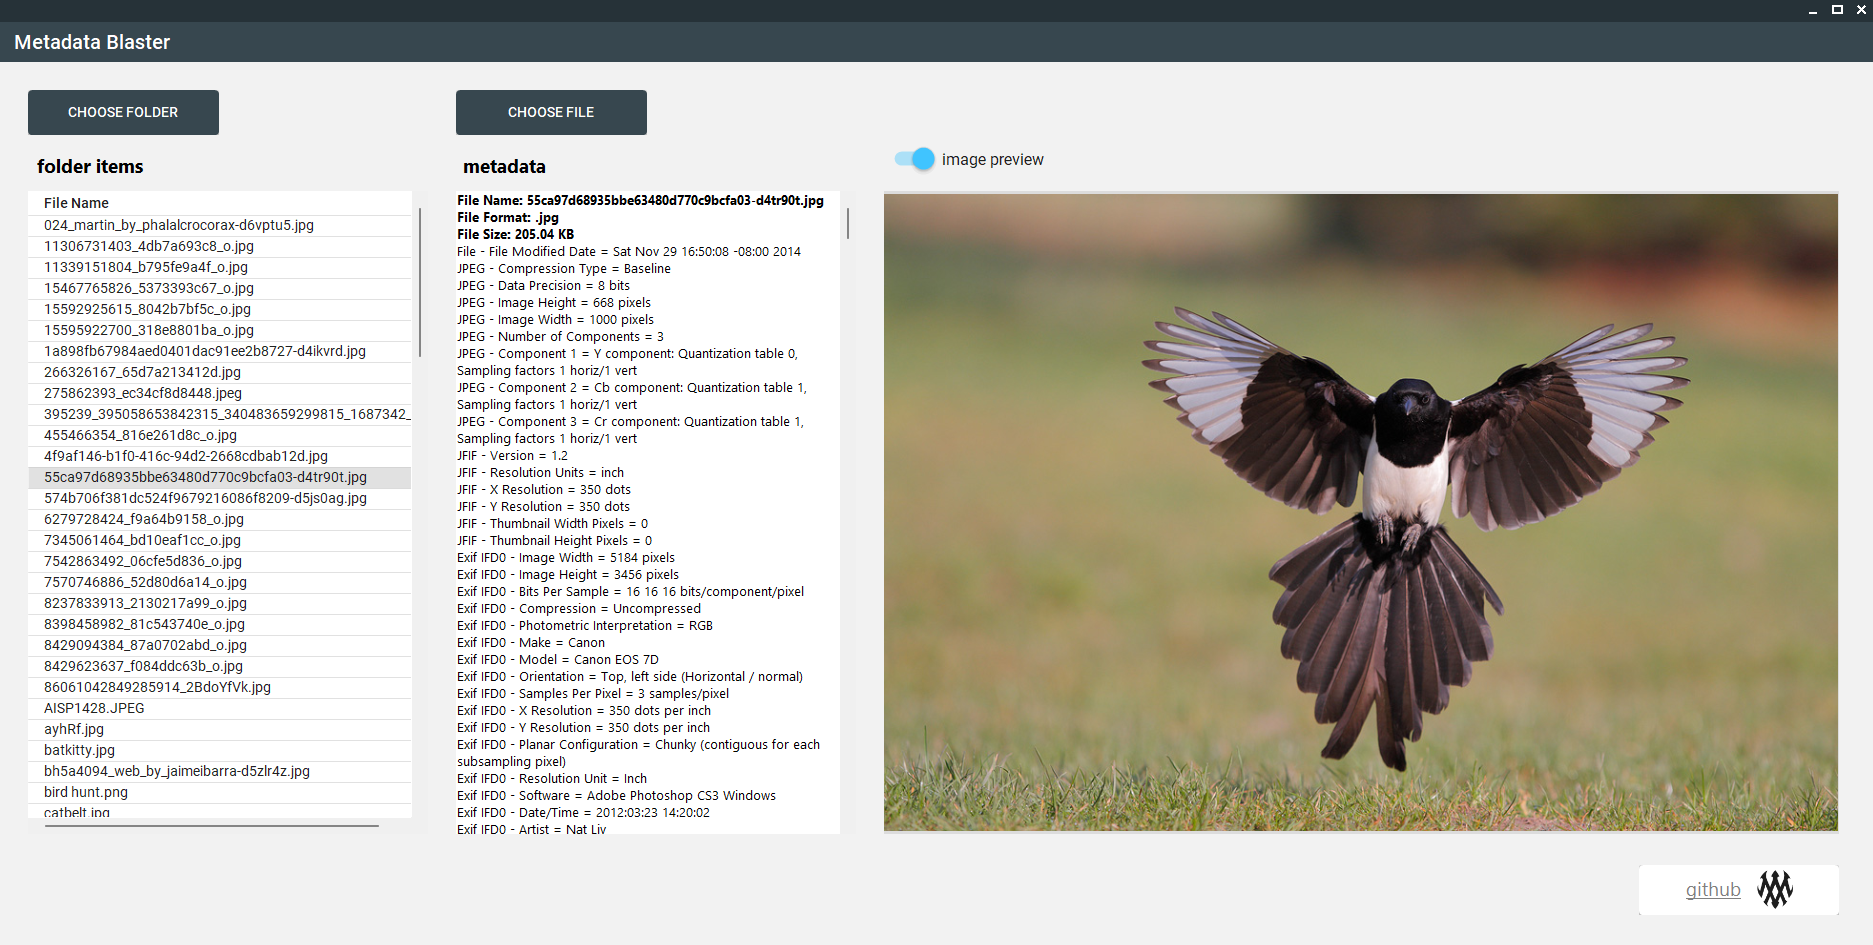 Metadata Blaster
CHOOSE FOLDER
CHOOSE FILE
folder items
metadata
image preview
File Name
024_martin_by_phalalcrocorax-d6vptu5.jpg
11306731403_4db7a693c8_o.jpg
11339151804_b795fe9a4f_o.jpg
15467765826_5373393c67_o.jpg
15592925615_8042b7bf5c_o.jpg
15595922700_318e8801ba_o.jpg
1a898fb67984aed0401dac91ee2b8727-d4ikvrd.jpg
266326167_65d7a213412d.jpg
275862393_ec34cf8d8448.jpeg
395239_395058653842315_340483659299815_1687342_
455466354_816e261d8c_o.jpg
4f9af146-b1f0-416c-94d2-2668cdbab12d.jpg
55ca97d68935bbe63480d770c9bcfa03-d4tr90t.jpg
574b706f381dc524f9679216086f8209-d5js0ag.jpg
6279728424_f9a64b9158_o.jpg
7345061464_bd10eaf1cc_o.jpg
7542863492_06cfe5d836_o.jpg
7570746886_52d80d6a14_o.jpg
8237833913_2130217a99_o.jpg
8398458982_81c543740e_o.jpg
8429094384_87a0702abd_o.jpg
8429623637_f084ddc63b_o.jpg
86061042849285914_2BdoYfVk.jpg
AISP1428.JPEG
ayhRf.jpg
batkitty.jpg
bh5a4094_web_by_jaimeibarra-d5zlr4z.jpg
bird hunt.png
catbelt.jpg
File Name: 55ca97d68935bbe63480d770c9bcfa03-d4tr90t.jpg
File Format: .jpg
File Size: 205.04 KB
File - File Modified Date = Sat Nov 29 16:50:08 -08:00 2014
JPEG - Compression Type = Baseline
JPEG - Data Precision = 8 bits
JPEG - Image Height = 668 pixels
JPEG - Image Width = 1000 pixels
JPEG - Number of Components = 3
JPEG - Component 1 = Y component: Quantization table 0,
Sampling factors 1 horiz/1 vert
JPEG - Component 2 = Cb component: Quantization table 1,
Sampling factors 1 horiz/1 vert
JPEG - Component 3 = Cr component: Quantization table 1,
Sampling factors 1 horiz/1 vert
JFIF - Version = 1.2
JFIF - Resolution Units = inch
JFIF - X Resolution = 350 dots
JFIF - Y Resolution = 350 dots
JFIF - Thumbnail Width Pixels = 0
JFIF - Thumbnail Height Pixels = 0
Exif IFD0 - Image Width = 5184 pixels
Exif IFD0 - Image Height = 3456 pixels
Exif IFD0 - Bits Per Sample = 16 16 16 bits/component/pixel
Exif IFD0 - Compression = Uncompressed
Exif IFD0 - Photometric Interpretation = RGB
Exif IFD0 - Make = Canon
Exif IFD0 - Model = Canon EOS 7D
Exif IFD0 - Orientation = Top, left side (Horizontal / normal)
Exif IFD0 - Samples Per Pixel = 3 samples/pixel
Exif IFD0 - X Resolution = 350 dots per inch
Exif IFD0 - Y Resolution = 350 dots per inch
Exif IFD0 - Planar Configuration = Chunky (contiguous for each
subsampling pixel)
Exif IFD0 - Resolution Unit = Inch
Exif IFD0 - Software = Adobe Photoshop CS3 Windows
Exif IFD0 - Date/Time = 2012:03:23 14:20:02
Exif IFD0 - Artist = Nat Liv
github